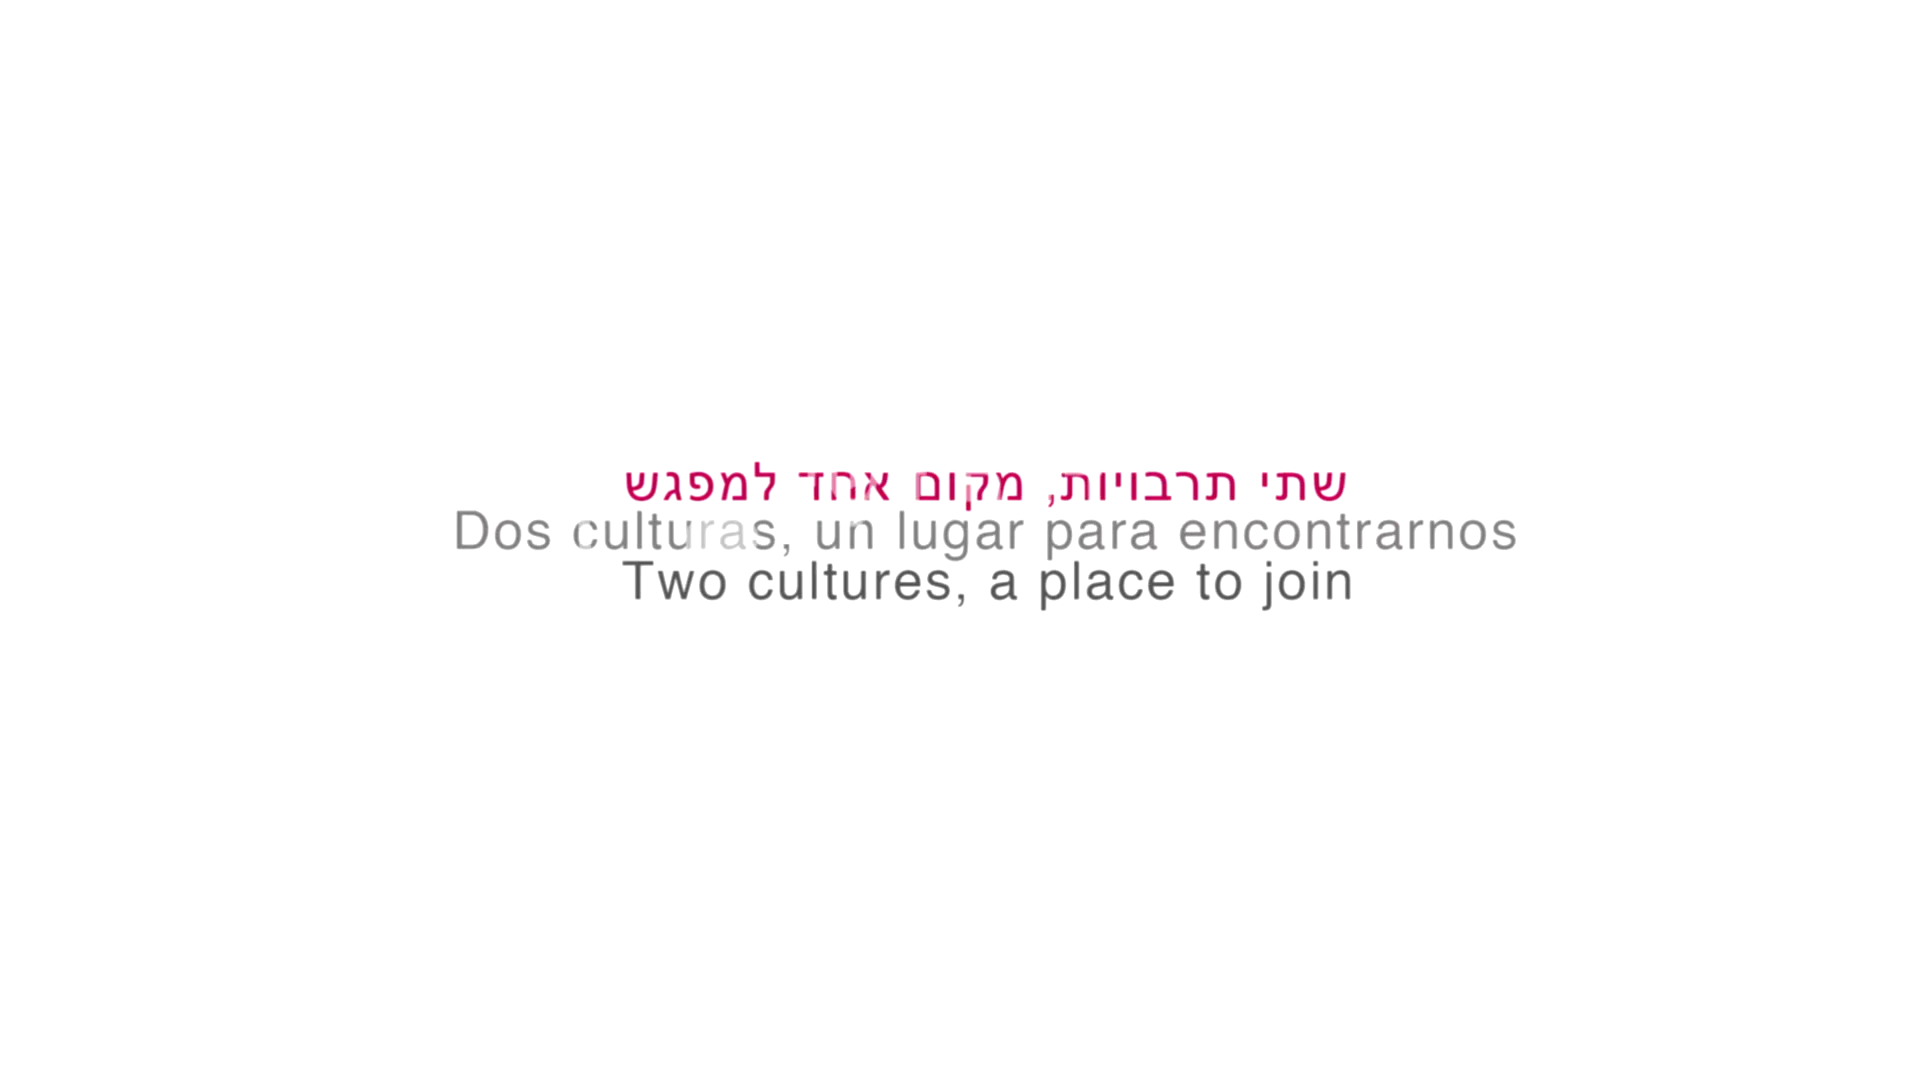 שתי תרבויות, מקום אחד למפגש
Dos culturas, un lugar para encontrarnos
Two cultures, a place to join